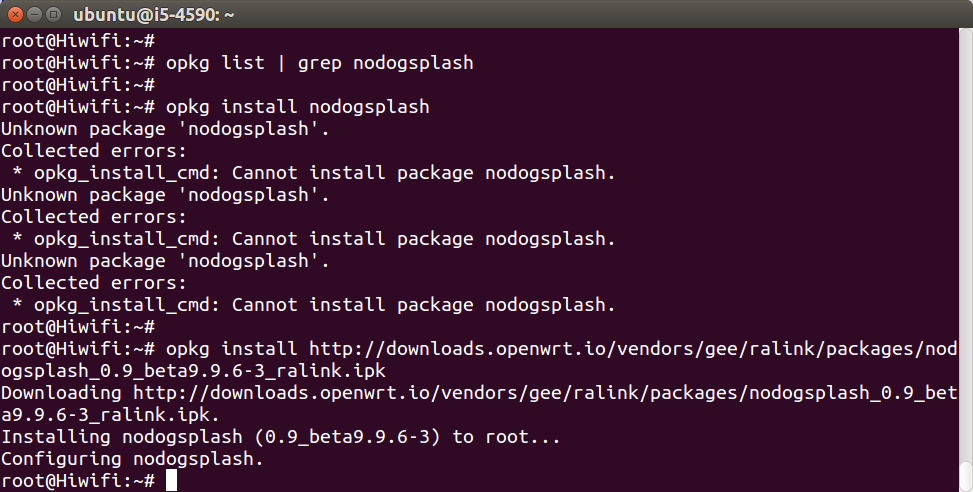 ubuntu@i5-4590: ~
root@Hiwifi:~#
root@Hiwifi:~# opkg list | grep nodogsplash
root@Hiwifi:~#
root@Hiwifi:~# opkg install nodogsplash
Unknown package 'nodogsplash'.
Collected errors:
 * opkg_install_cmd: Cannot install package nodogsplash.
Unknown package 'nodogsplash'.
Collected errors:
 * opkg_install_cmd: Cannot install package nodogsplash.
Unknown package 'nodogsplash'.
Collected errors:
 * opkg_install_cmd: Cannot install package nodogsplash.
root@Hiwifi:~#
root@Hiwifi:~# opkg install http://downloads.openwrt.io/vendors/gee/ralink/packages/nod
ogsplash_0.9_beta9.9.6-3_ralink.ipk
Downloading http://downloads.openwrt.io/vendors/gee/ralink/packages/nodogsplash_0.9_bet
a9.9.6-3_ralink.ipk.
Installing nodogsplash (0.9_beta9.9.6-3) to root...
Configuring nodogsplash.
root@Hiwifi:~#